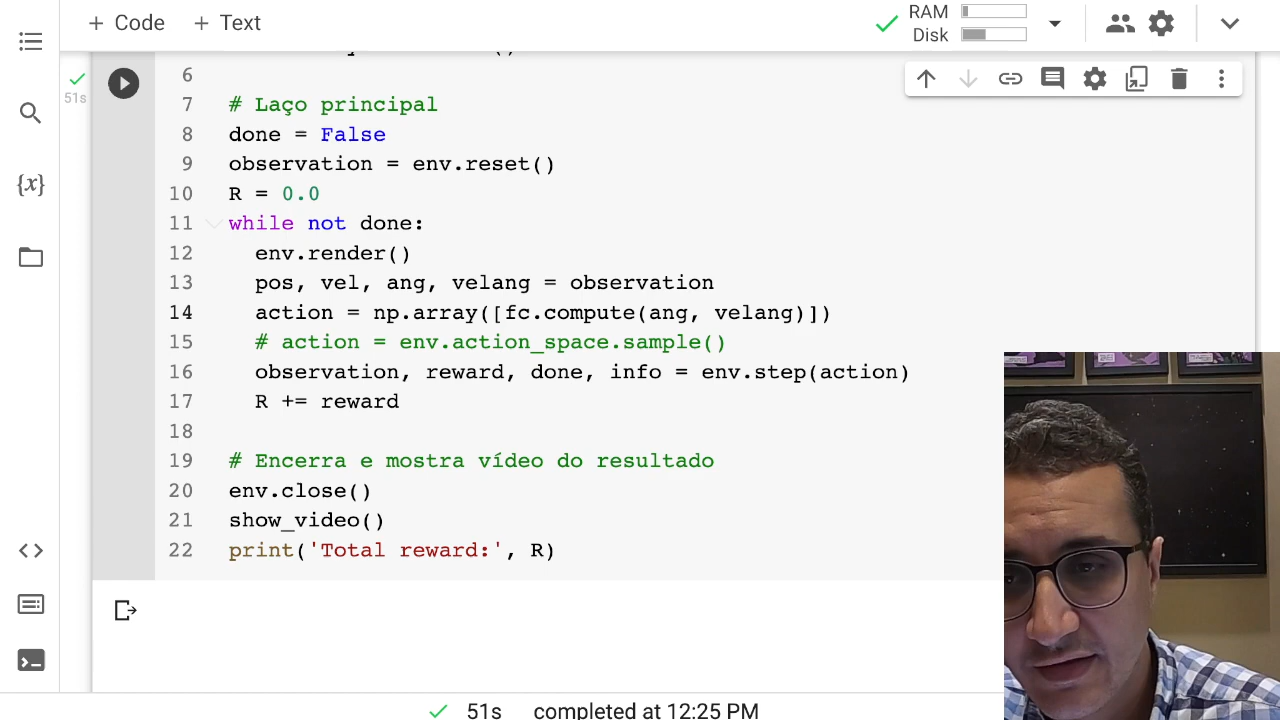 + Code + Text
RAM
Disk
51s
6
7 # Laço principal
8 done = False
9 observation = env.reset()
10 R = 0.0
11 while not done:
12 env.render()
13 pos, vel, ang, velang = observation
14 action = np.array([fc.compute(ang, velang)])
15 # action = env.action_space.sample()
16 observation, reward, done, info = env.step(action)
17 R += reward
18
19 # Encerra e mostra vídeo do resultado
20 env.close()
21 show_video()
22 print('Total reward:', R)
{x}
51s completed at 12:25 PM